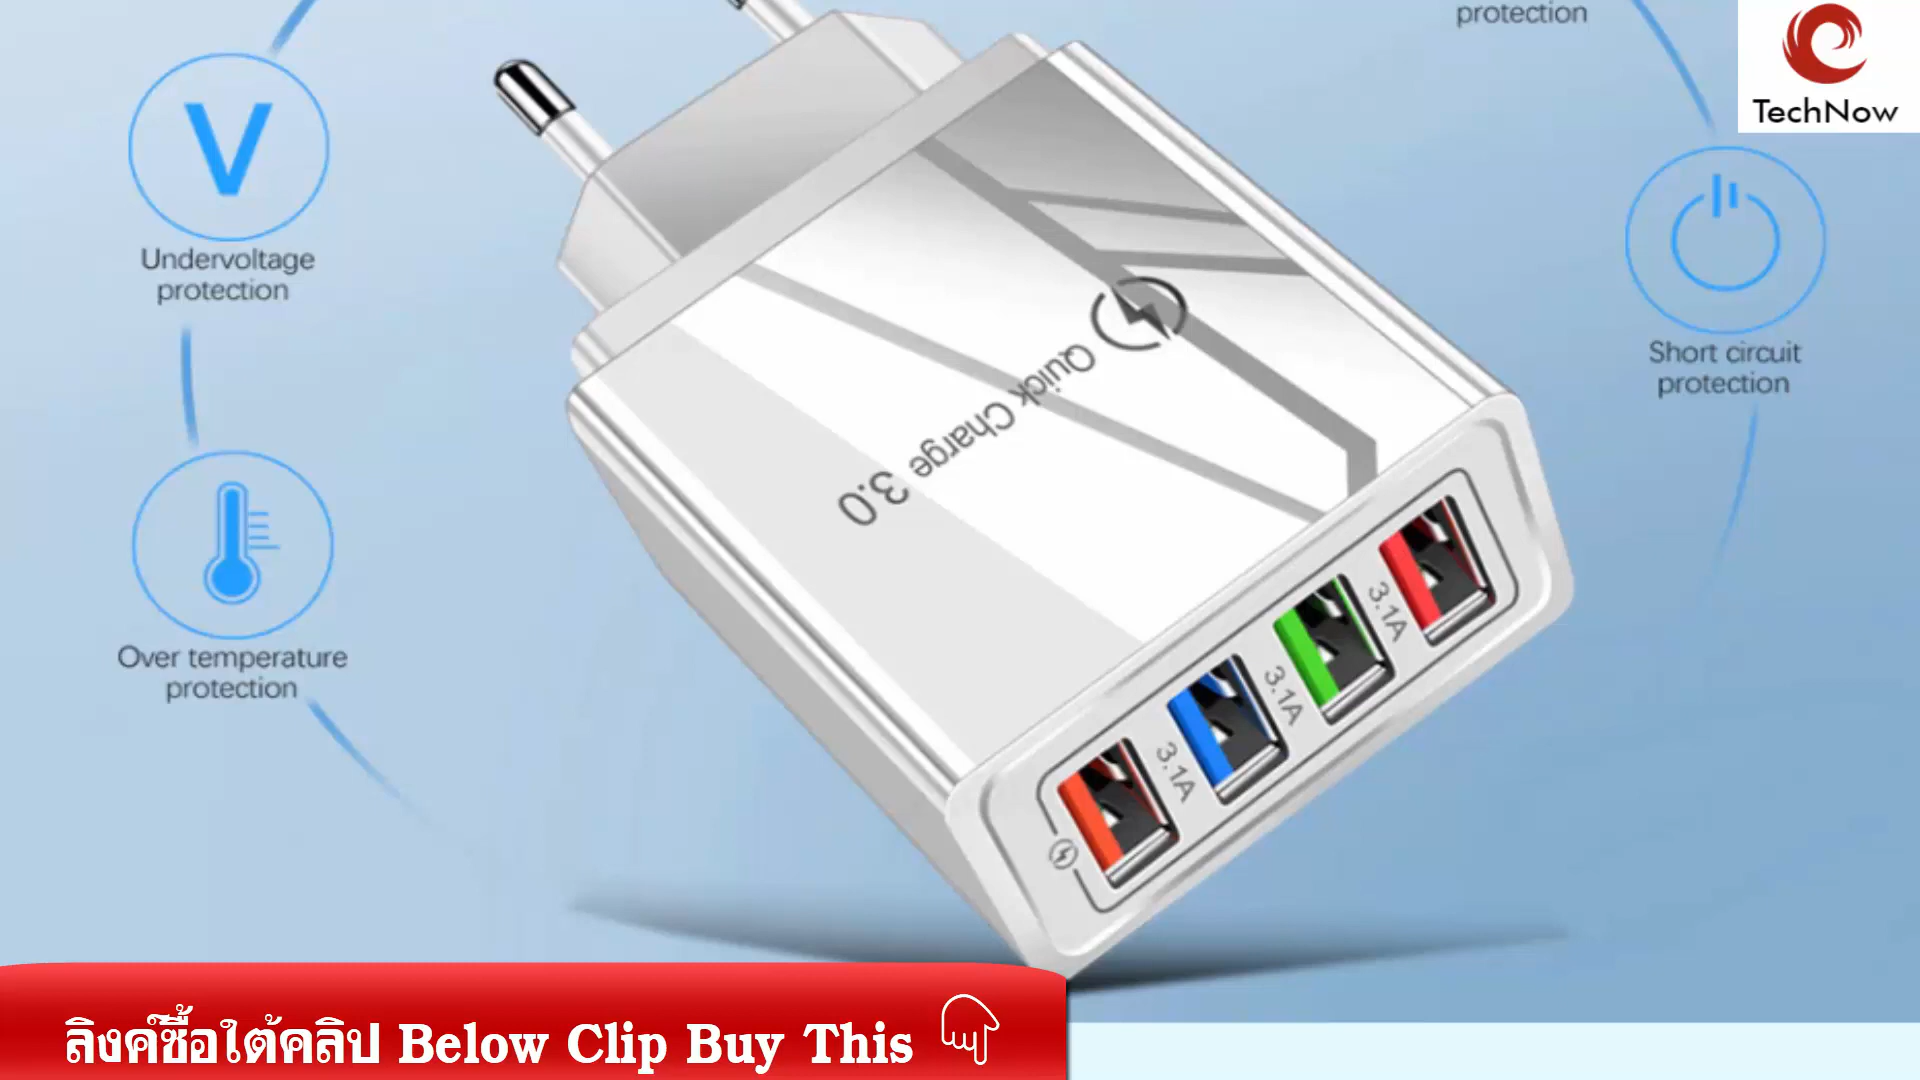 protection
TechNow
V
Undervoltage
protection
Short circuit
protection
Quick Charge 3.0
Over temperature
protection
3.1A
3.1A
3.1A
ลิงค์ซื้อใต้คลิป Below Clip Buy This